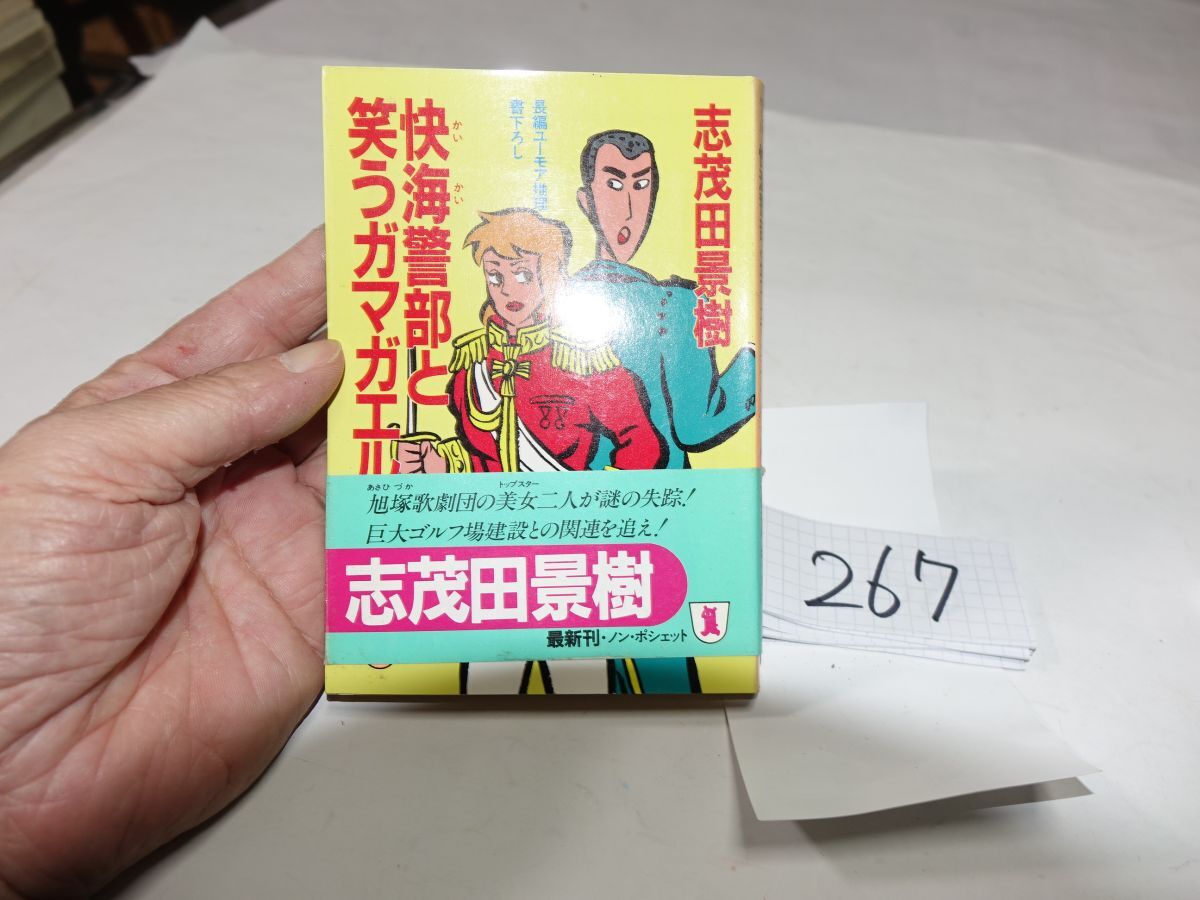 志茂田景樹
長編ユーモア推理
書下ろし
快海警部と
かい
かい
笑うガマガエル
あさひづか
トップスター
旭塚歌劇団の美女二人が謎の失踪!
巨大ゴルフ場建設との関連を追え!
志茂田景樹
最新刊・ノン・ポシェット
267